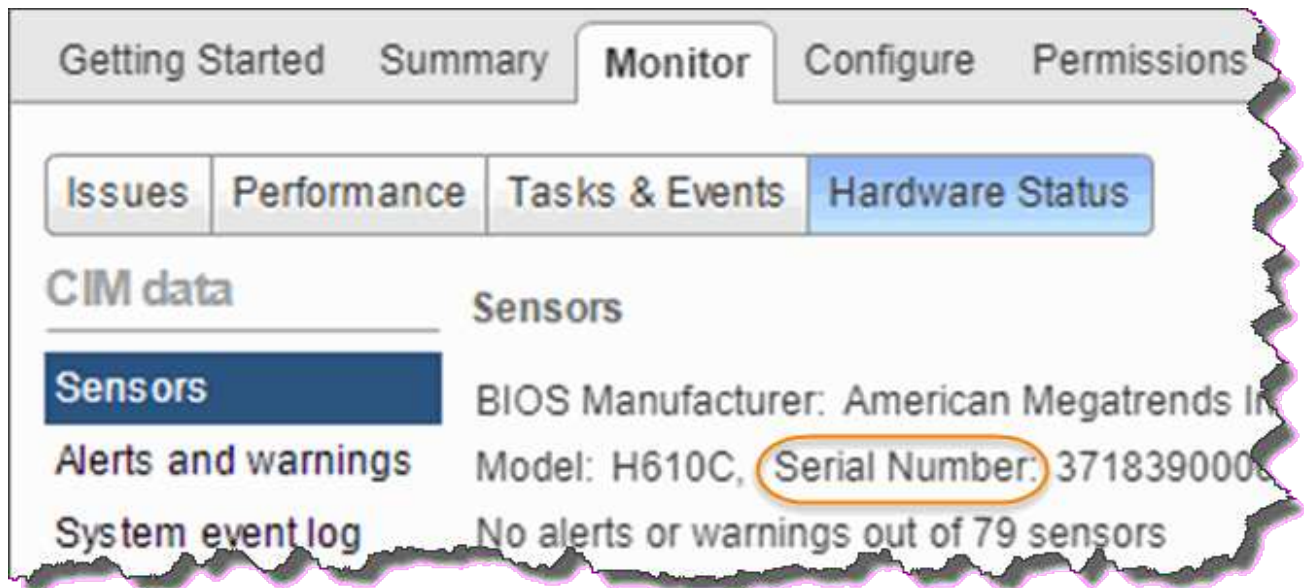 Getting Started Summary Monitor Configure Permissions
Issues Performance Tasks & Events Hardware Status
CIM data
Sensors
Sensors
Alerts and warnings
System event log
BIOS Manufacturer: American Megatrends
Model: H610C, Serial Number:
No alerts or warnings out of 79 sensors